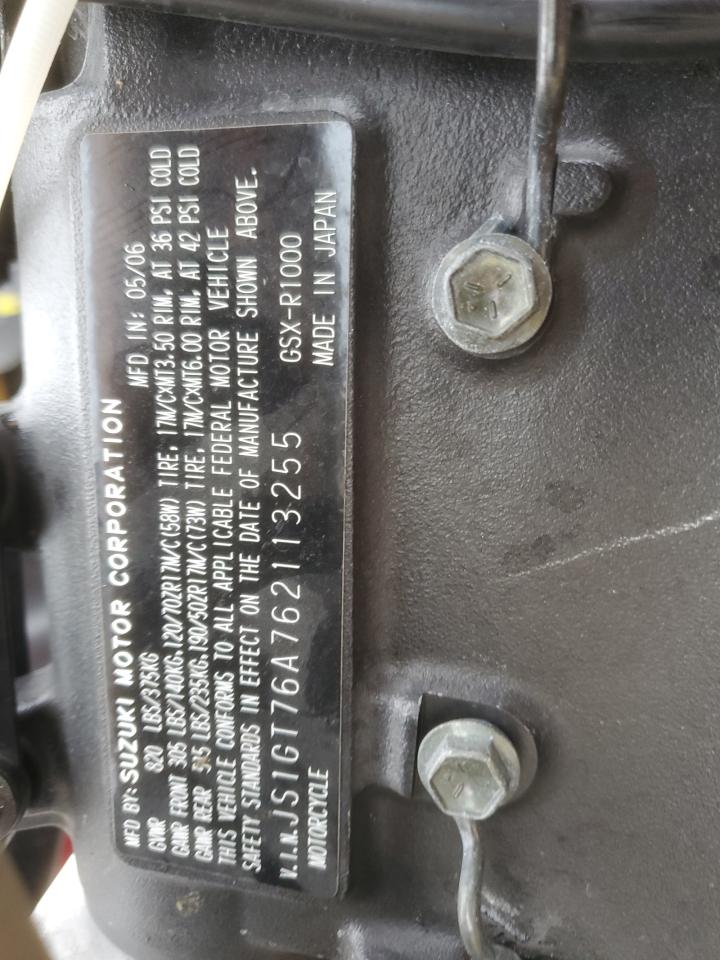 MFD BY: SUZUKI MOTOR CORPORATION
GVWR 820 LBS/375KG MFD IN: 05/06
GAWR FRONT 305 LBS/140KG.120/70ZR17M/C(58W) TIRE, 17M/CXMT3.50 RIM, AT 36 PSI COLD
GAWR REAR 515 LBS/235KG.190/50ZR17M/C(73W) TIRE, 17M/CXMT6.00 RIM, AT 42 PSI COLD
THIS VEHICLE CONFORMS TO ALL APPLICABLE FEDERAL MOTOR VEHICLE
SAFETY STANDARDS IN EFFECT ON THE DATE OF MANUFACTURE SHOWN ABOVE.
V.I.N. JS1GT76A762113255 GSX-R1000
MOTORCYCLE MADE IN JAPAN